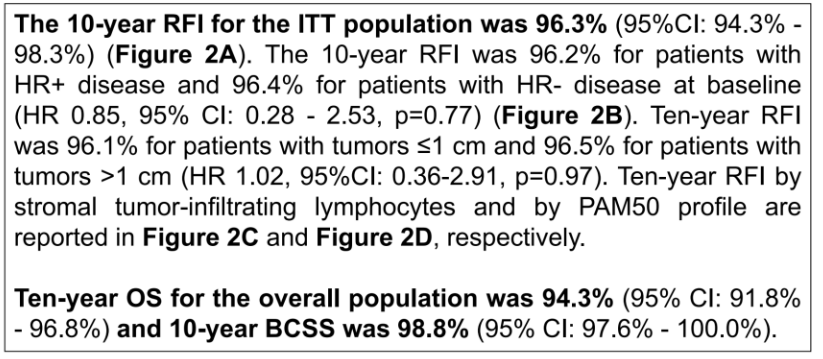 The 10-year RFI for the ITT population was 96.3% (95%CI: 94.3% -
98.3%) (Figure 2A). The 10-year RFI was 96.2% for patients with
HR+ disease and 96.4% for patients with HR- disease at baseline
(HR 0.85, 95% CI: 0.28 - 2.53, p=0.77) (Figure 2B). Ten-year RFI
was 96.1% for patients with tumors ≤1 cm and 96.5% for patients with
tumors >1 cm (HR 1.02, 95%CI: 0.36-2.91, p=0.97). Ten-year RFI by
stromal tumor-infiltrating lymphocytes and by PAM50 profile are
reported in Figure 2C and Figure 2D, respectively.
Ten-year OS for the overall population was 94.3% (95% CI: 91.8%
- 96.8%) and 10-year BCSS was 98.8% (95% CI: 97.6% - 100.0%).